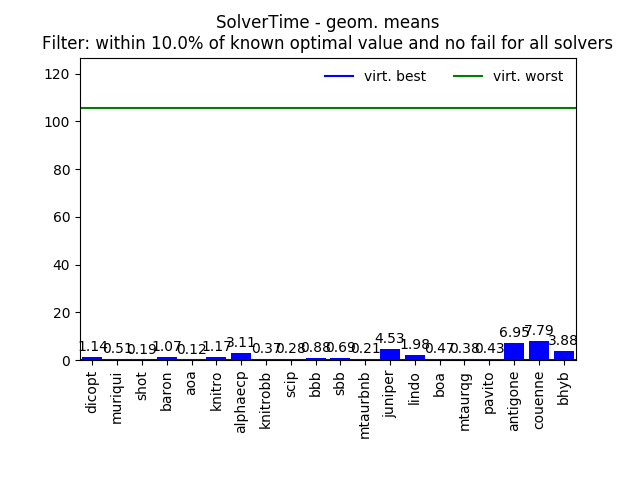 SolverTime - geom. means
Filter: within 10.0% of known optimal value and no fail for all solvers
virt. best
virt. worst
120
100
80
60
40
20
0
1.14
0.51
0.19
1.07
0.12
1.17
3.11
0.37
0.28
0.88
0.69
0.21
4.53
1.98
0.47
0.38
0.43
6.95
7.79
3.88
dicopt
muriqui
shot
baron
aoa
knitro
alphaecp
knitrobb
scip
bbb
sbb
mtaurbnb
juniper
lindo
boa
mtaurqg
pavito
antigone
couenne
bhyb